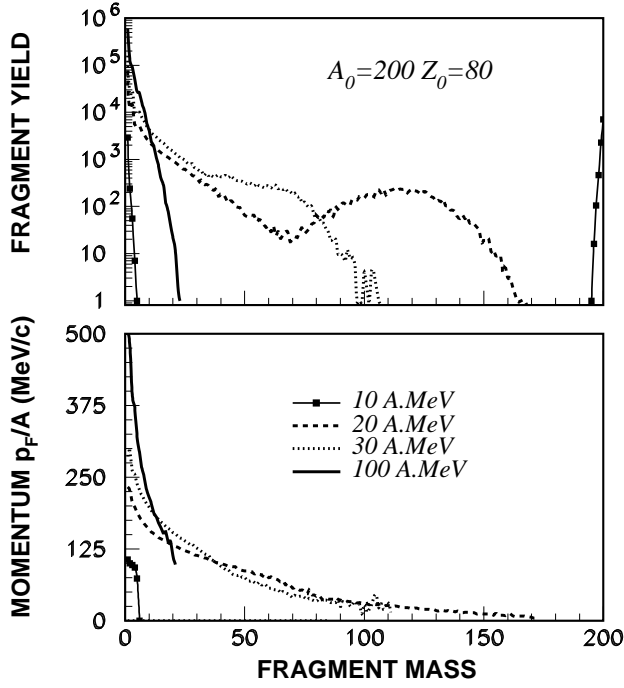 FRAGMENT YIELD
10^6
10^5
10^4
10^3
10^2
10
1
A_0=200 Z_0=80
MOMENTUM p_F/A (MeV/c)
500
375
250
125
0
10 A.MeV
20 A.MeV
30 A.MeV
100 A.MeV
0 50 100 150 200
FRAGMENT MASS